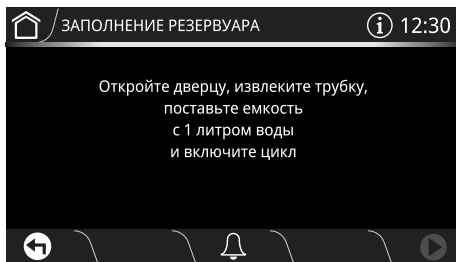 ЗАПОЛНЕНИЕ РЕЗЕРВУАРА
12:30
Откройте дверцу, извлеките трубку,
поставьте емкость
с 1 литром воды
и включите цикл